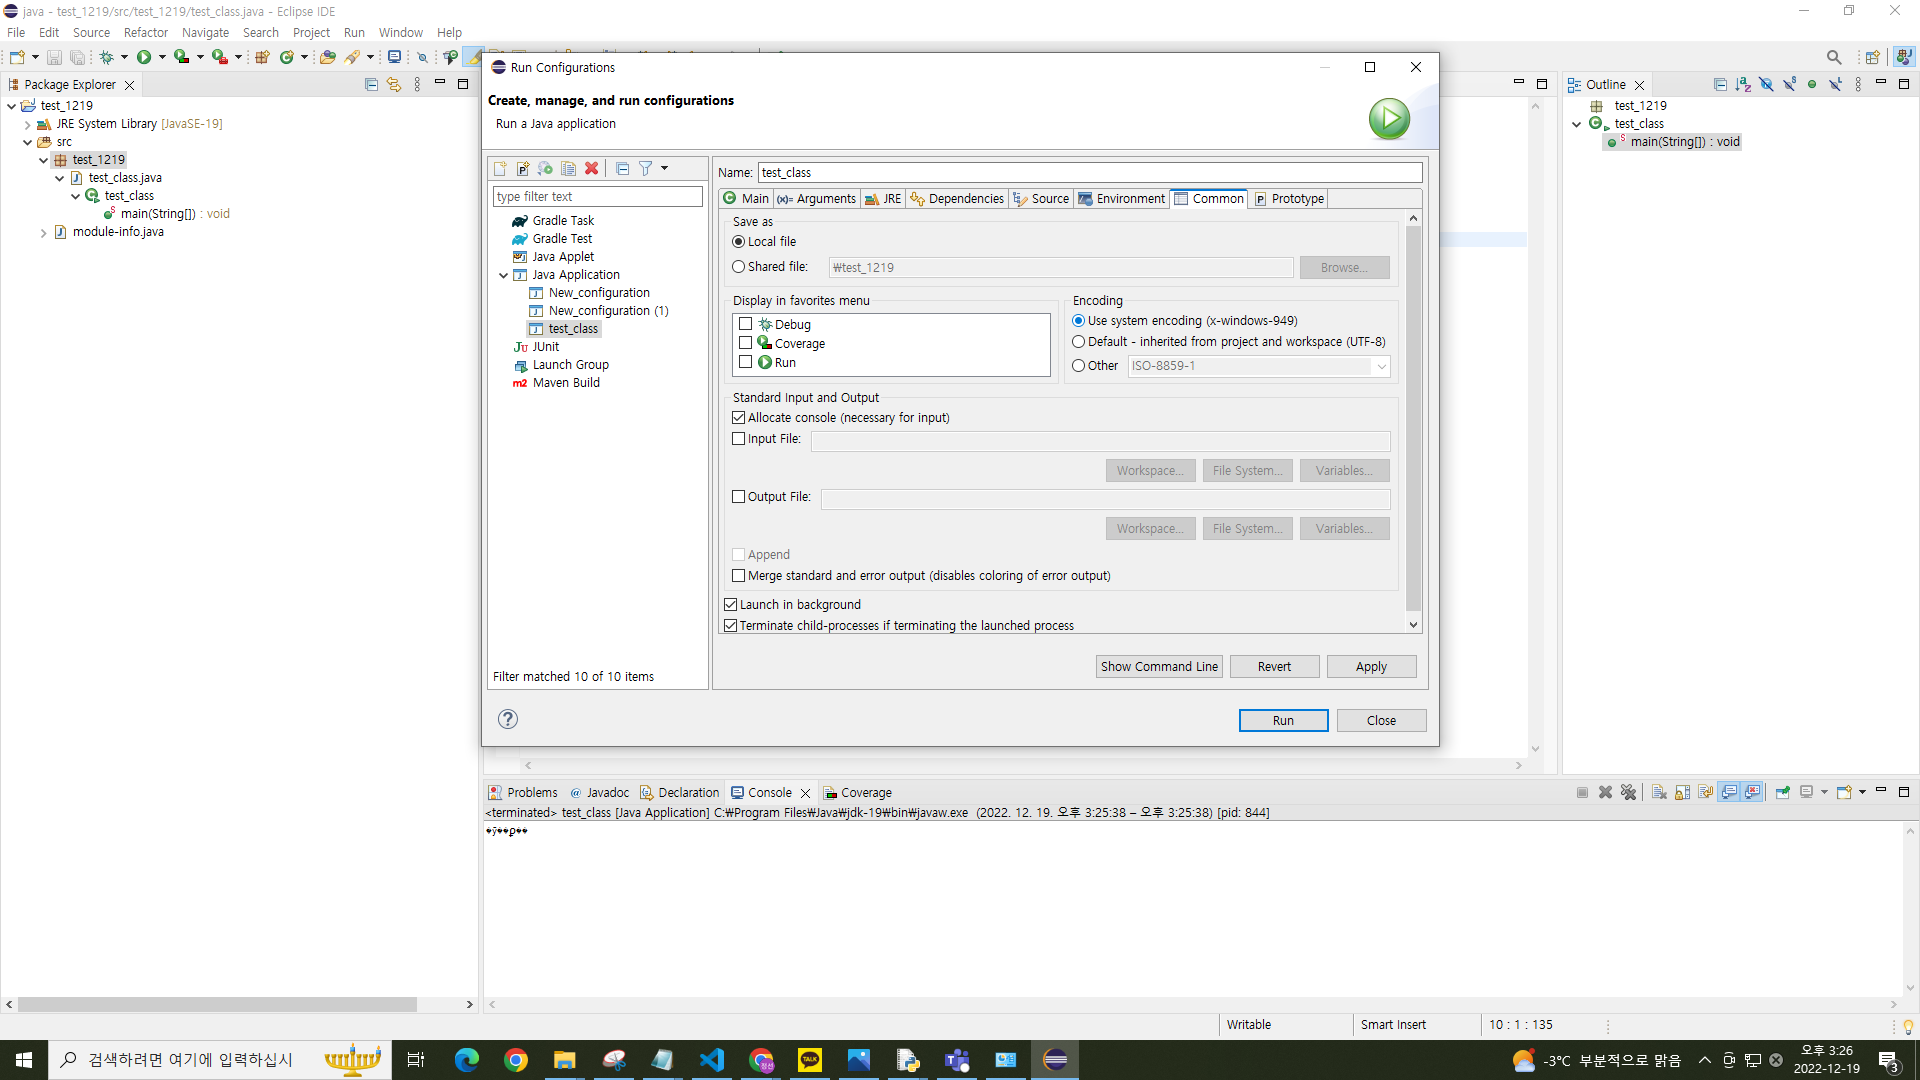 java - test_1219/src/test_1219/test_class.java - Eclipse IDE
File Edit Source Refactor Navigate Search Project Run Window Help
Package Explorer
test_1219
JRE System Library [JavaSE-19]
src
test_1219
test_class.java
test_class
main(String[]) : void
module-info.java
Run Configurations
Create, manage, and run configurations
Run a Java application
type filter text
Gradle Task
Gradle Test
Java Applet
Java Application
New_configuration
New_configuration (1)
test_class
JUnit
Launch Group
Maven Build
Filter matched 10 of 10 items
Name: test_class
Main Arguments JRE Dependencies Source Environment Common Prototype
Save as
Local file
Shared file: ₩test_1219 Browse...
Display in favorites menu
Debug
Coverage
Run
Encoding
Use system encoding (x-windows-949)
Default - inherited from project and workspace (UTF-8)
Other ISO-8859-1
Standard Input and Output
Allocate console (necessary for input)
Input File:
Workspace... File System... Variables...
Output File:
Workspace... File System... Variables...
Append
Merge standard and error output (disables coloring of error output)
Launch in background
Terminate child-processes if terminating the launched process
Show Command Line Revert Apply
Run Close
Outline
test_1219
test_class
main(String[]) : void
Problems Javadoc Declaration Console Coverage
<terminated> test_class [Java Application] C:₩Program Files₩Java₩jdk-19₩bin₩javaw.exe (2022. 12. 19. 오후 3:25:38 – 오후 3:25:38) [pid: 844]
Writable Smart Insert 10 : 1 : 135
검색하려면 여기에 입력하십시
TALK
-3°C 부분적으로 맑음
오후 3:26
2022-12-19
3